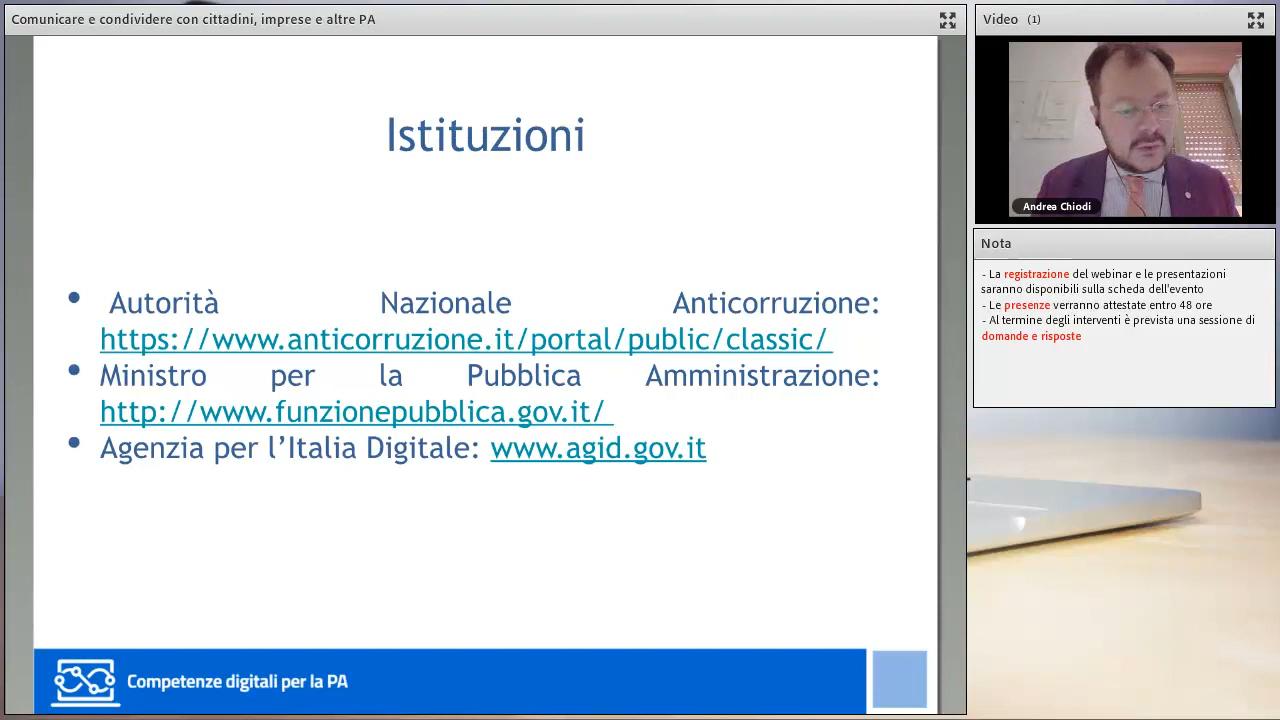 Comunicare e condividere con cittadini, imprese e altre PA
Istituzioni
• Autorità Nazionale Anticorruzione:
https://www.anticorruzione.it/portal/public/classic/
• Ministro per la Pubblica Amministrazione:
http://www.funzionepubblica.gov.it/
• Agenzia per l’Italia Digitale: www.agid.gov.it
Competenze digitali per la PA
Video (1)
Andrea Chiodi
Nota
- La registrazione del webinar e le presentazioni
saranno disponibili sulla scheda dell'evento
- Le presenze verranno attestate entro 48 ore
- Al termine degli interventi è prevista una sessione di
domande e risposte